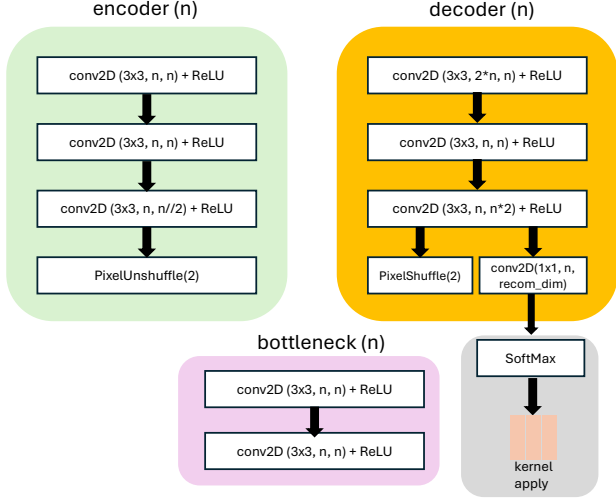 encoder (n)
conv2D (3x3, n, n) + ReLU
conv2D (3x3, n, n) + ReLU
conv2D (3x3, n, n//2) + ReLU
PixelUnshuffle(2)
decoder (n)
conv2D (3x3, 2*n, n) + ReLU
conv2D (3x3, n, n) + ReLU
conv2D (3x3, n, n*2) + ReLU
PixelShuffle(2)
conv2D(1x1, n,
recom_dim)
bottleneck (n)
conv2D (3x3, n, n) + ReLU
conv2D (3x3, n, n) + ReLU
SoftMax
kernel
apply